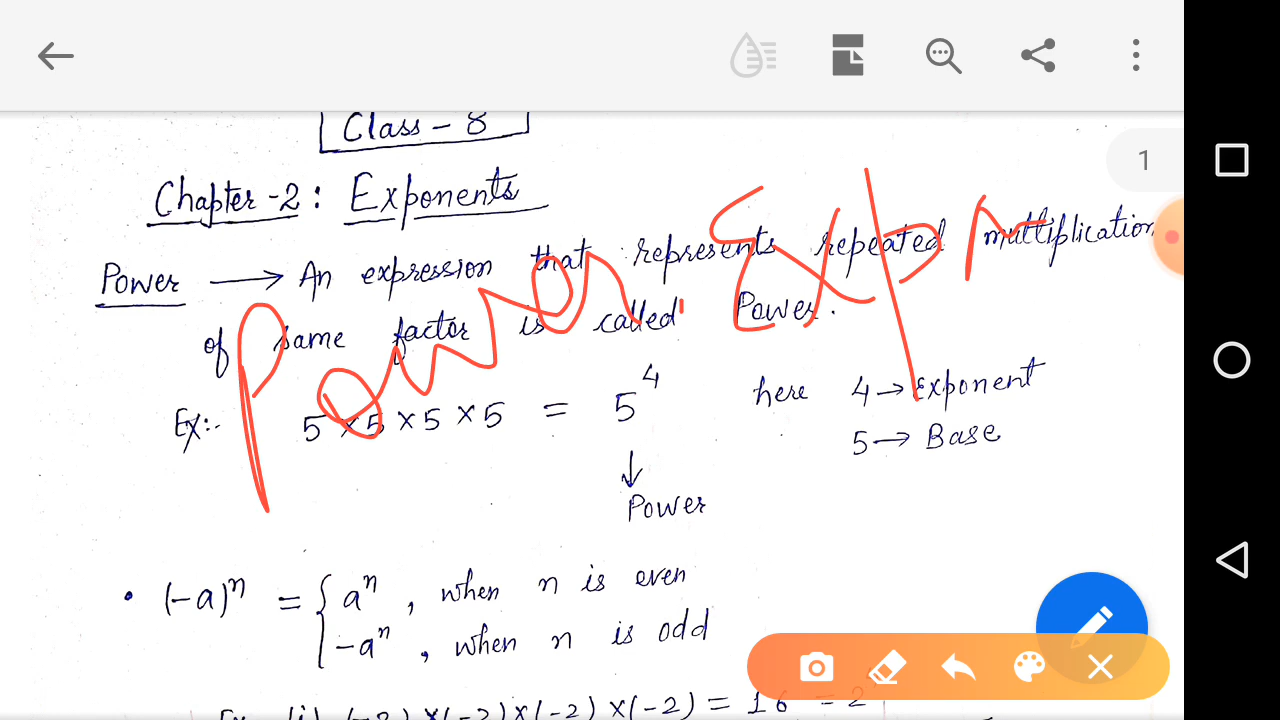 1
Class - 8
Chapter-2: Exponents
Power → An expression that represents repeated multiplication
of same factor is called Power.
Ex:- 5 × 5 × 5 × 5 = 5^4 here 4 → Exponent
5 → Base
↓
Power
• (-a)^n = { a^n , when n is even
-a^n , when n is odd
(-2) × (-2) × (-2) × (-2) = 16 = 2
Power Exp